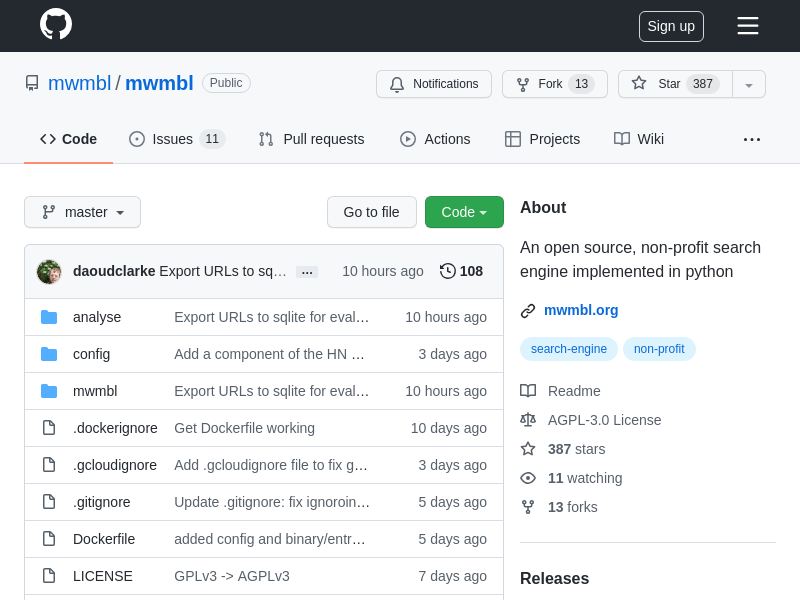 Sign up
mwmbl / mwmbl Public
Notifications Fork 13 Star 387
Code Issues 11 Pull requests Actions Projects Wiki ...
master Go to file Code
daoudclarke Export URLs to sq... ... 10 hours ago 108
analyse Export URLs to sqlite for eval... 10 hours ago
config Add a component of the HN ... 3 days ago
mwmbl Export URLs to sqlite for eval... 10 hours ago
.dockerignore Get Dockerfile working 10 days ago
.gcloudignore Add .gcloudignore file to fix g... 3 days ago
.gitignore Update .gitignore: fix ignoroin... 5 days ago
Dockerfile added config and binary/entr... 5 days ago
LICENSE GPLv3 -> AGPLv3 7 days ago
About
An open source, non-profit search
engine implemented in python
mwmbl.org
search-engine non-profit
Readme
AGPL-3.0 License
387 stars
11 watching
13 forks
Releases